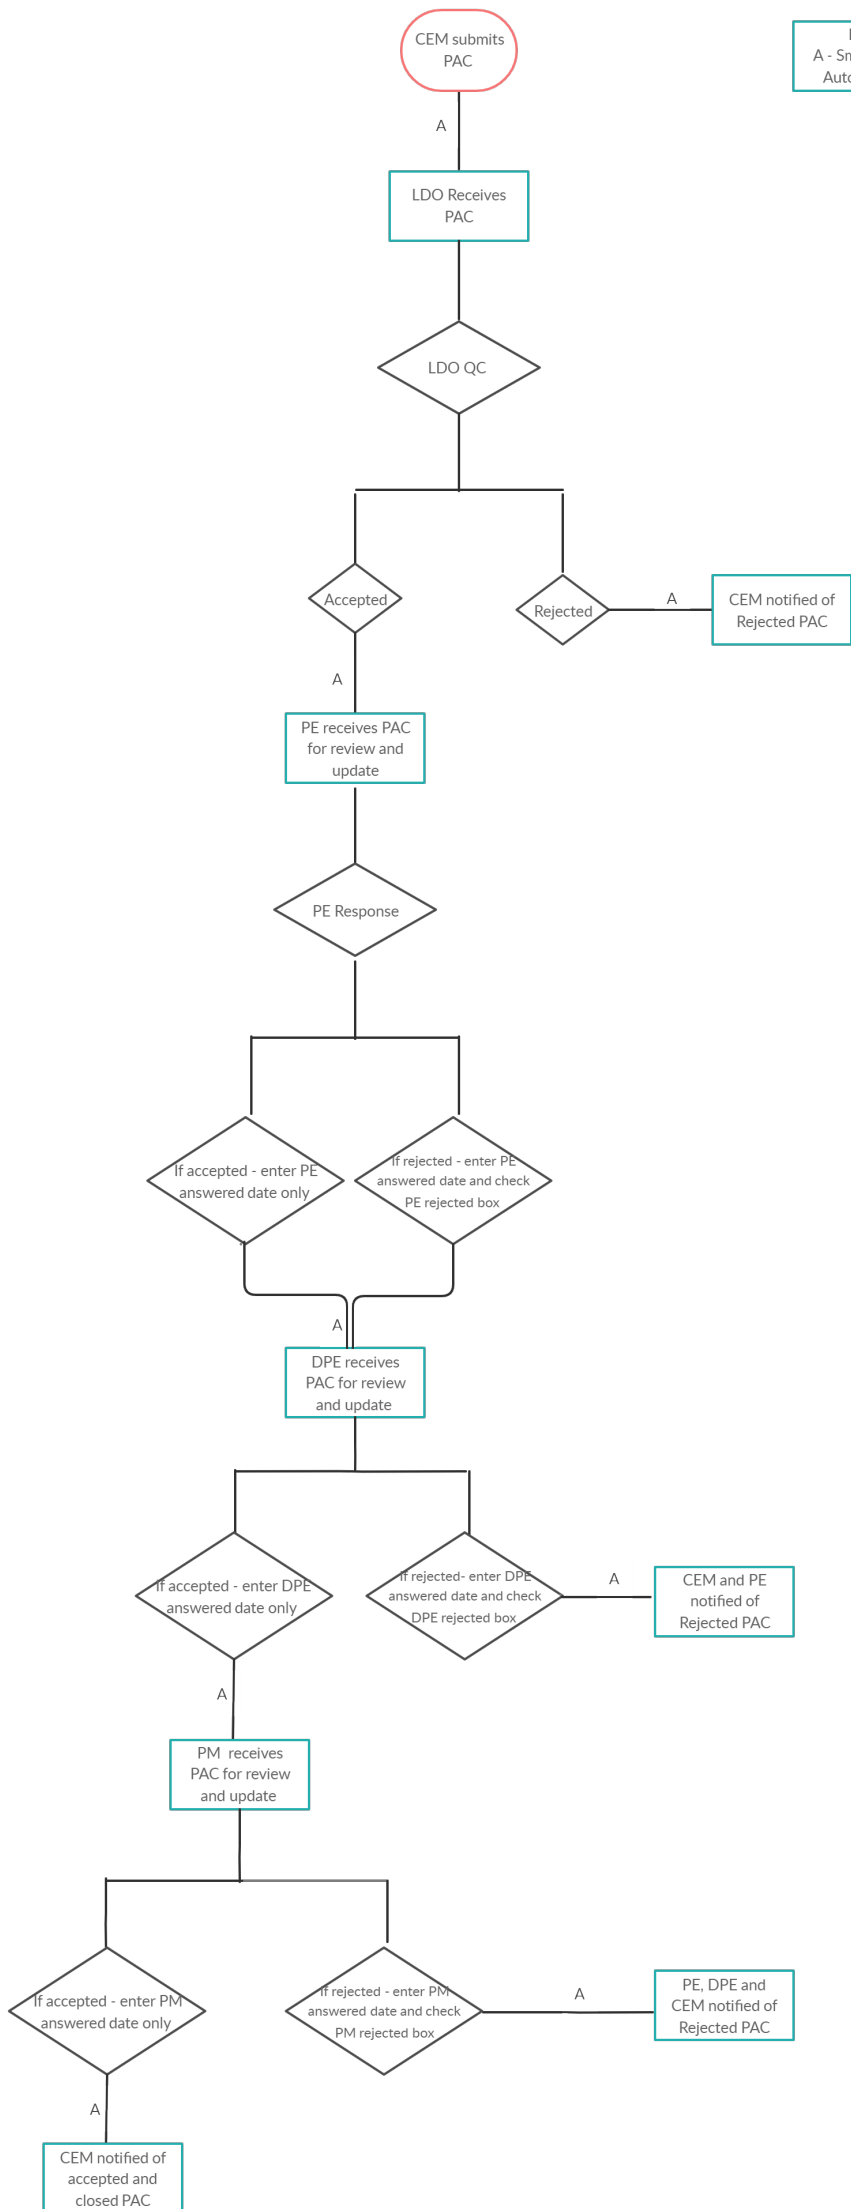 CEM submits
PAC
A - 
A
LDO Receives
PAC
LDO QC
Accepted
Rejected
A
CEM notified of
Rejected PAC
A
PE receives PAC
for review and
update
PE Response
If accepted - enter PE
answered date only
If rejected - enter PE
answered date and check
PE rejected box
A
DPE receives
PAC for review
and update
If accepted - enter DPE
answered date only
If rejected- enter DPE
answered date and check
DPE rejected box
A
CEM and PE
notified of
Rejected PAC
A
PM receives
PAC for review
and update
If accepted - enter PM
answered date only
If rejected - enter PM
answered date and check
PM rejected box
A
PE, DPE and
CEM notified of
Rejected PAC
A
CEM notified of
accepted and
closed PAC